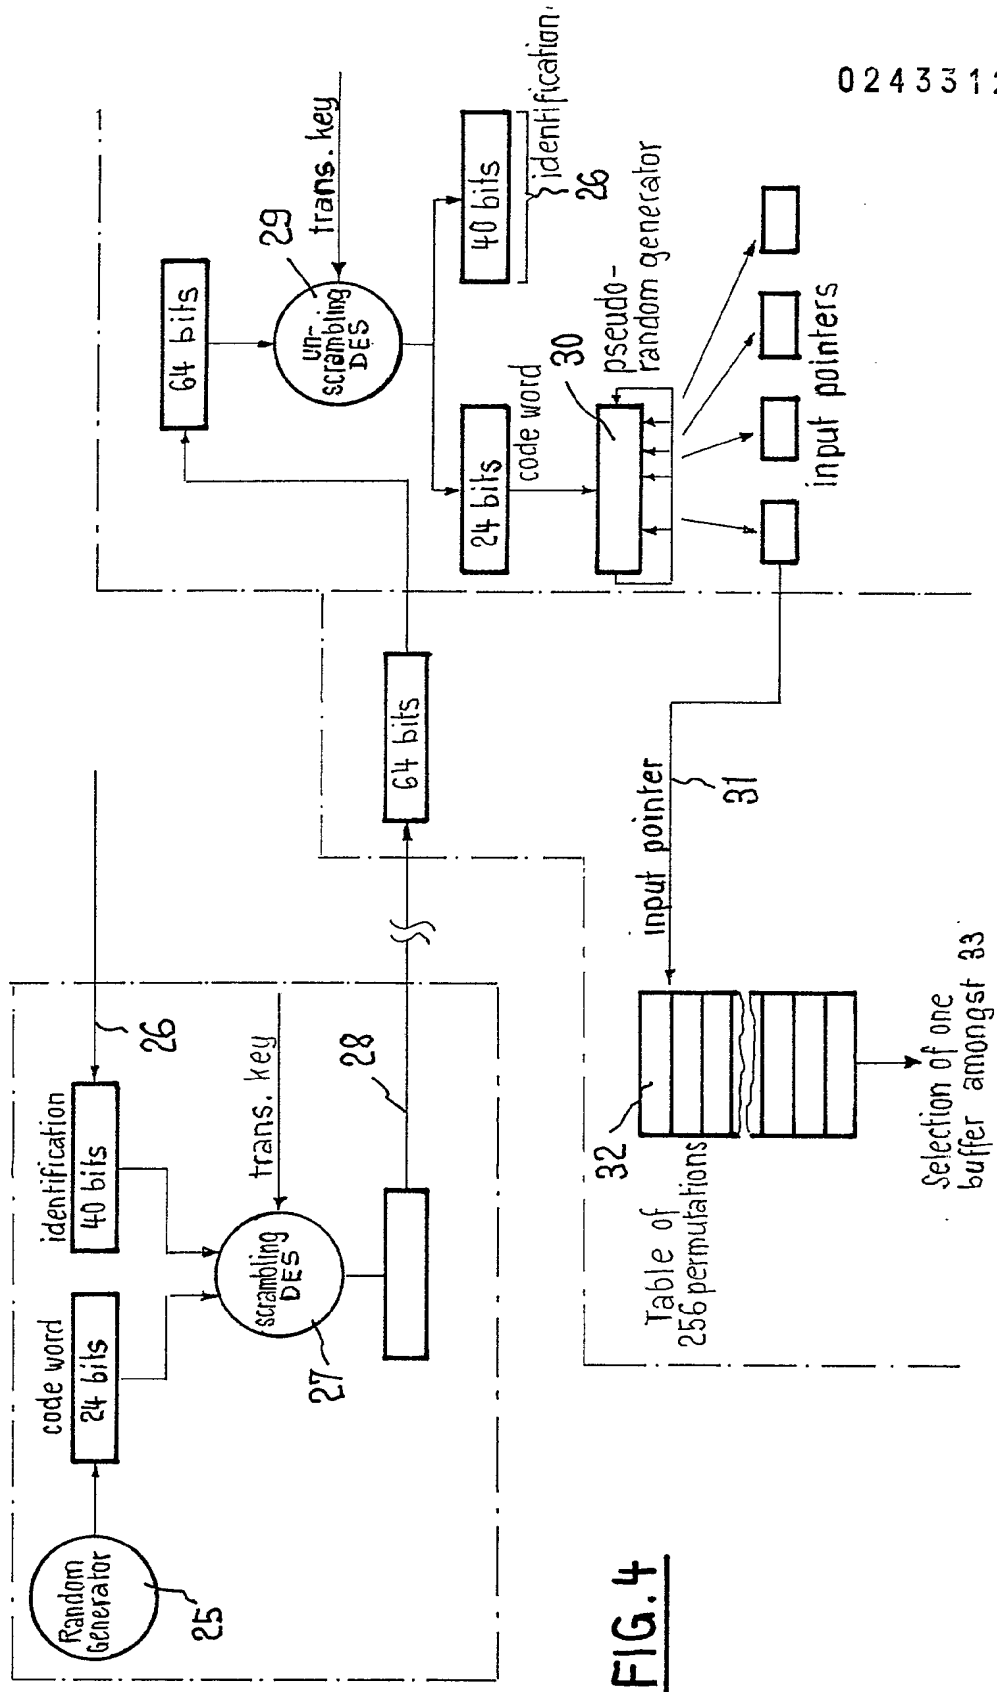 024331
Random
Generator
25
code word
24 bits
identification
40 bits
26
scrambling
DES
27
trans. key
28
64 bits
64 bits
un-
scrambling
DES
29
trans. key
24 bits
code word
40 bits
identification.
26
30
pseudo-
random generator
input pointers
input pointer
31
32
Table of
256 permutations
Selection of one
buffer amongst 33
FIG.4